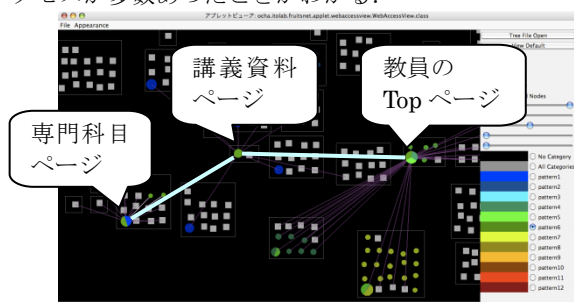 クセスが多数あったことがわかる.
アプレットビューア: ocha.itolab.fruitsnet.applet.webaccessview.WebAccessView.class
File Appearance
Tree File Open
View Default
Nodes
講義資料
ページ
教員の
Top ページ
専門科目
ページ
No Category
All Categories
pattern1
pattern2
pattern3
pattern4
pattern5
pattern6
pattern7
pattern8
pattern9
pattern10
pattern11
pattern12